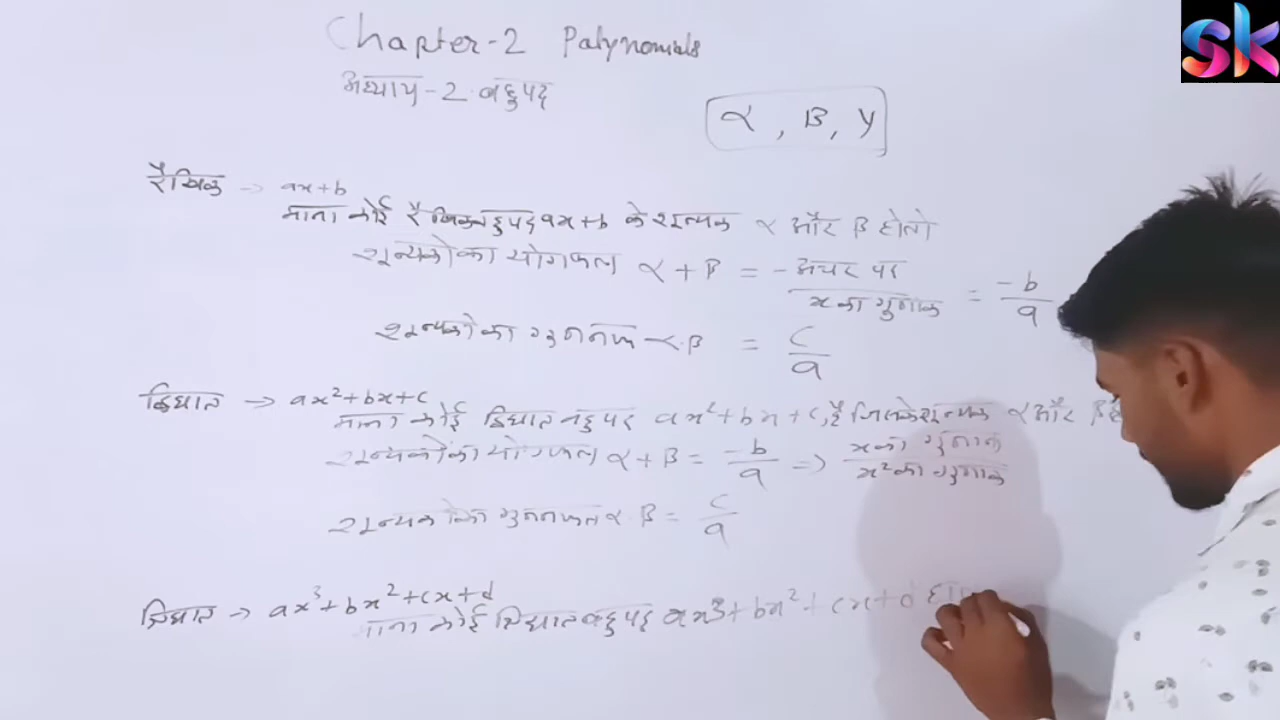 sk
Chapter-2 Palynomials
अध्याय-2 बहुपद
α, β, γ
रैखिक → ax+b
माना कोई रैखिक बहुपद ax+b के शून्यक α और β हो तो
शून्यको का योगफल α+β = -अचर पद / x का गुणांक = -b/a
शून्यको का गुणनफल α.β = c/a
द्विघात → ax²+bx+c
माना कोई द्विघात बहुपद ax²+bx+c, है जिसके शून्यक α और β
शून्यकों का योगफल α+β = -b/a => x का गुणांक / x² का गुणांक
शून्यको का गुणनफल α.β = c/a
त्रिघात → ax³+bx²+cx+d
माना कोई त्रिघात बहुपद ax³+bx²+cx+d